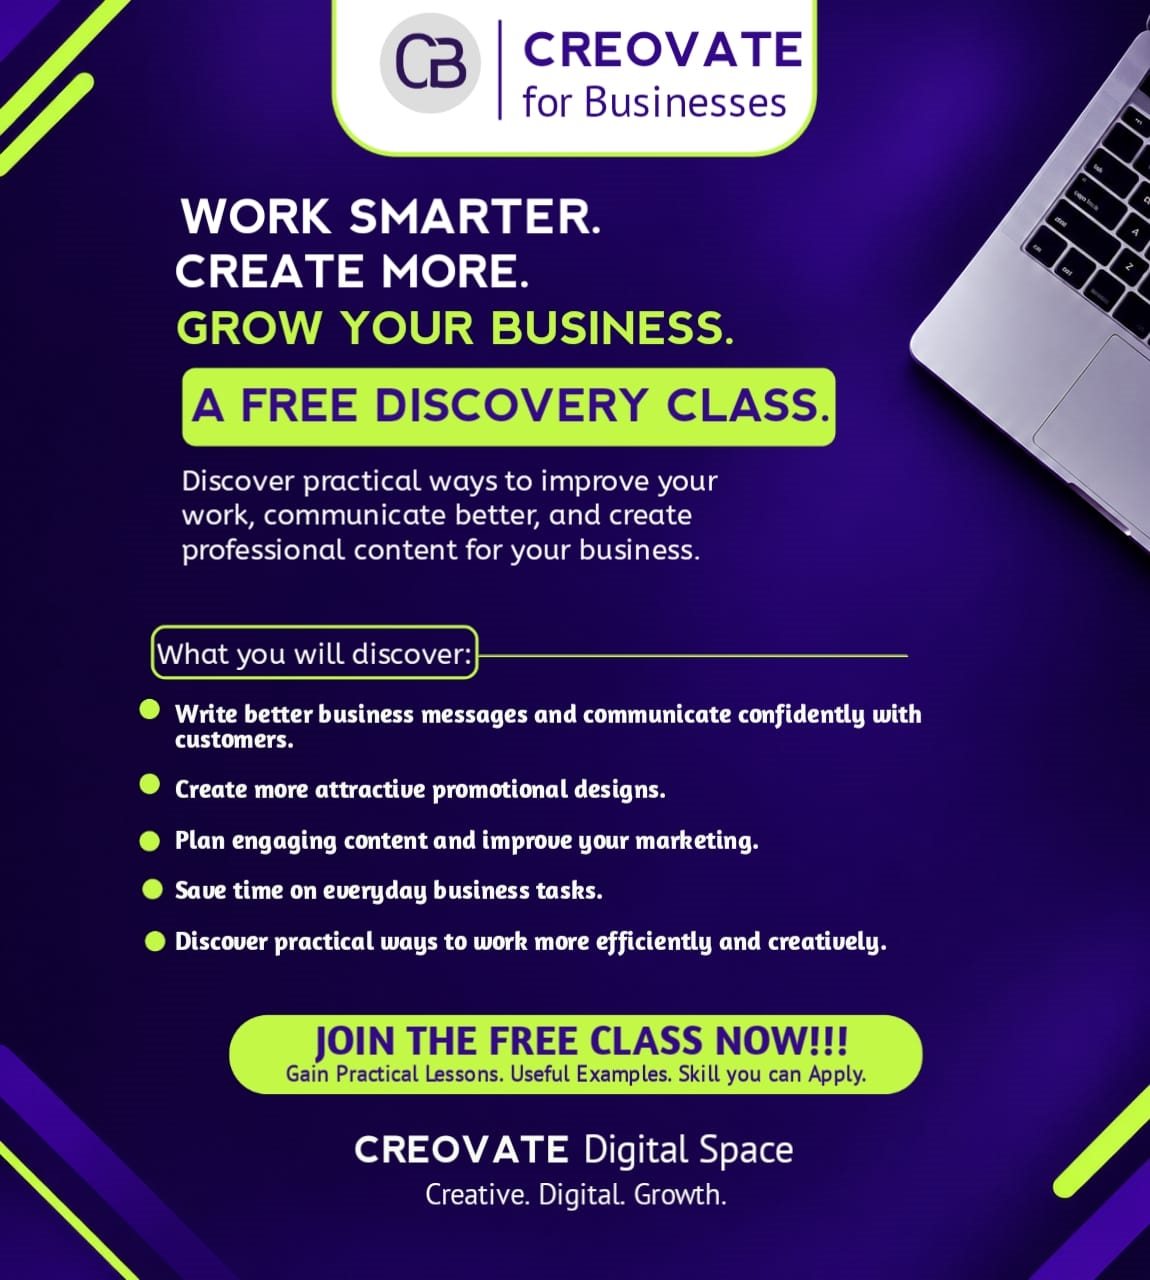 CB
CREOVATE
for Businesses
WORK SMARTER.
CREATE MORE.
GROW YOUR BUSINESS.
A FREE DISCOVERY CLASS.
Discover practical ways to improve your
work, communicate better, and create
professional content for your business.
What you will discover:
Write better business messages and communicate confidently with
customers.
Create more attractive promotional designs.
Plan engaging content and improve your marketing.
Save time on everyday business tasks.
Discover practical ways to work more efficiently and creatively.
JOIN THE FREE CLASS NOW!!!
Gain Practical Lessons. Useful Examples. Skill you can Apply.
CREOVATE Digital Space
Creative. Digital. Growth.